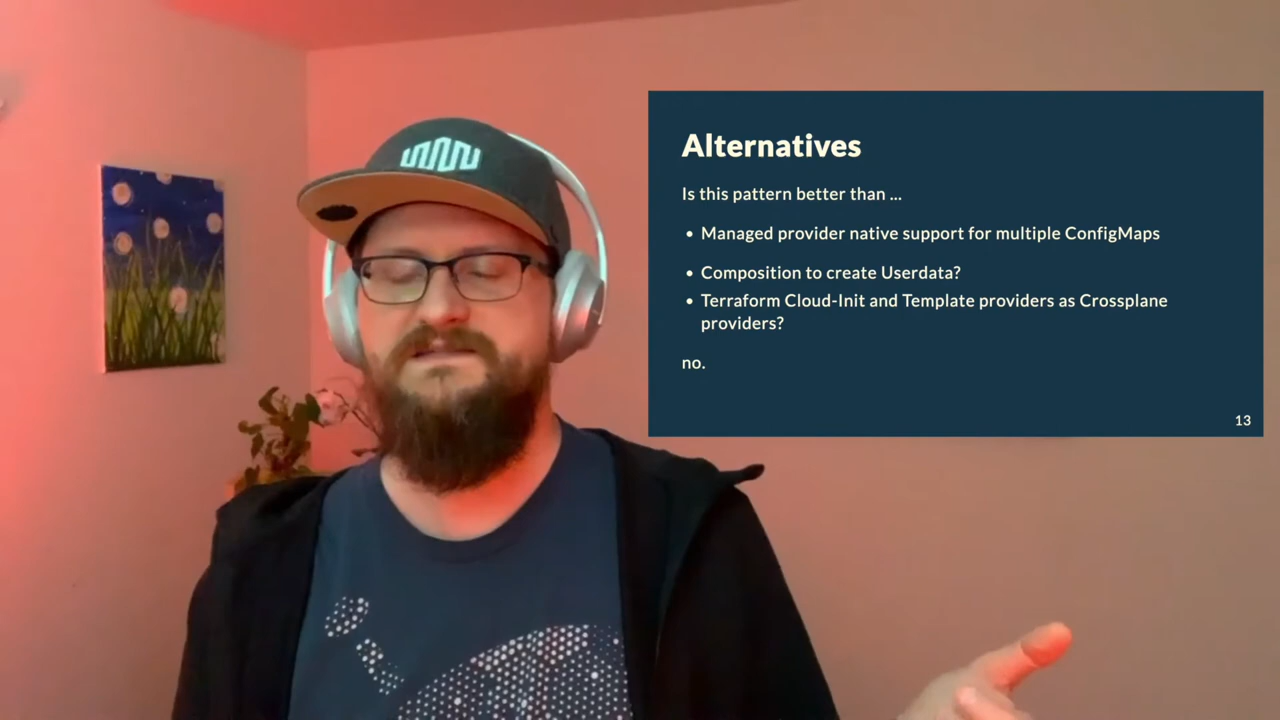 Alternatives
Is this pattern better than ...
• Managed provider native support for multiple ConfigMaps
• Composition to create Userdata?
• Terraform Cloud-Init and Template providers as Crossplane
providers?
no.
13